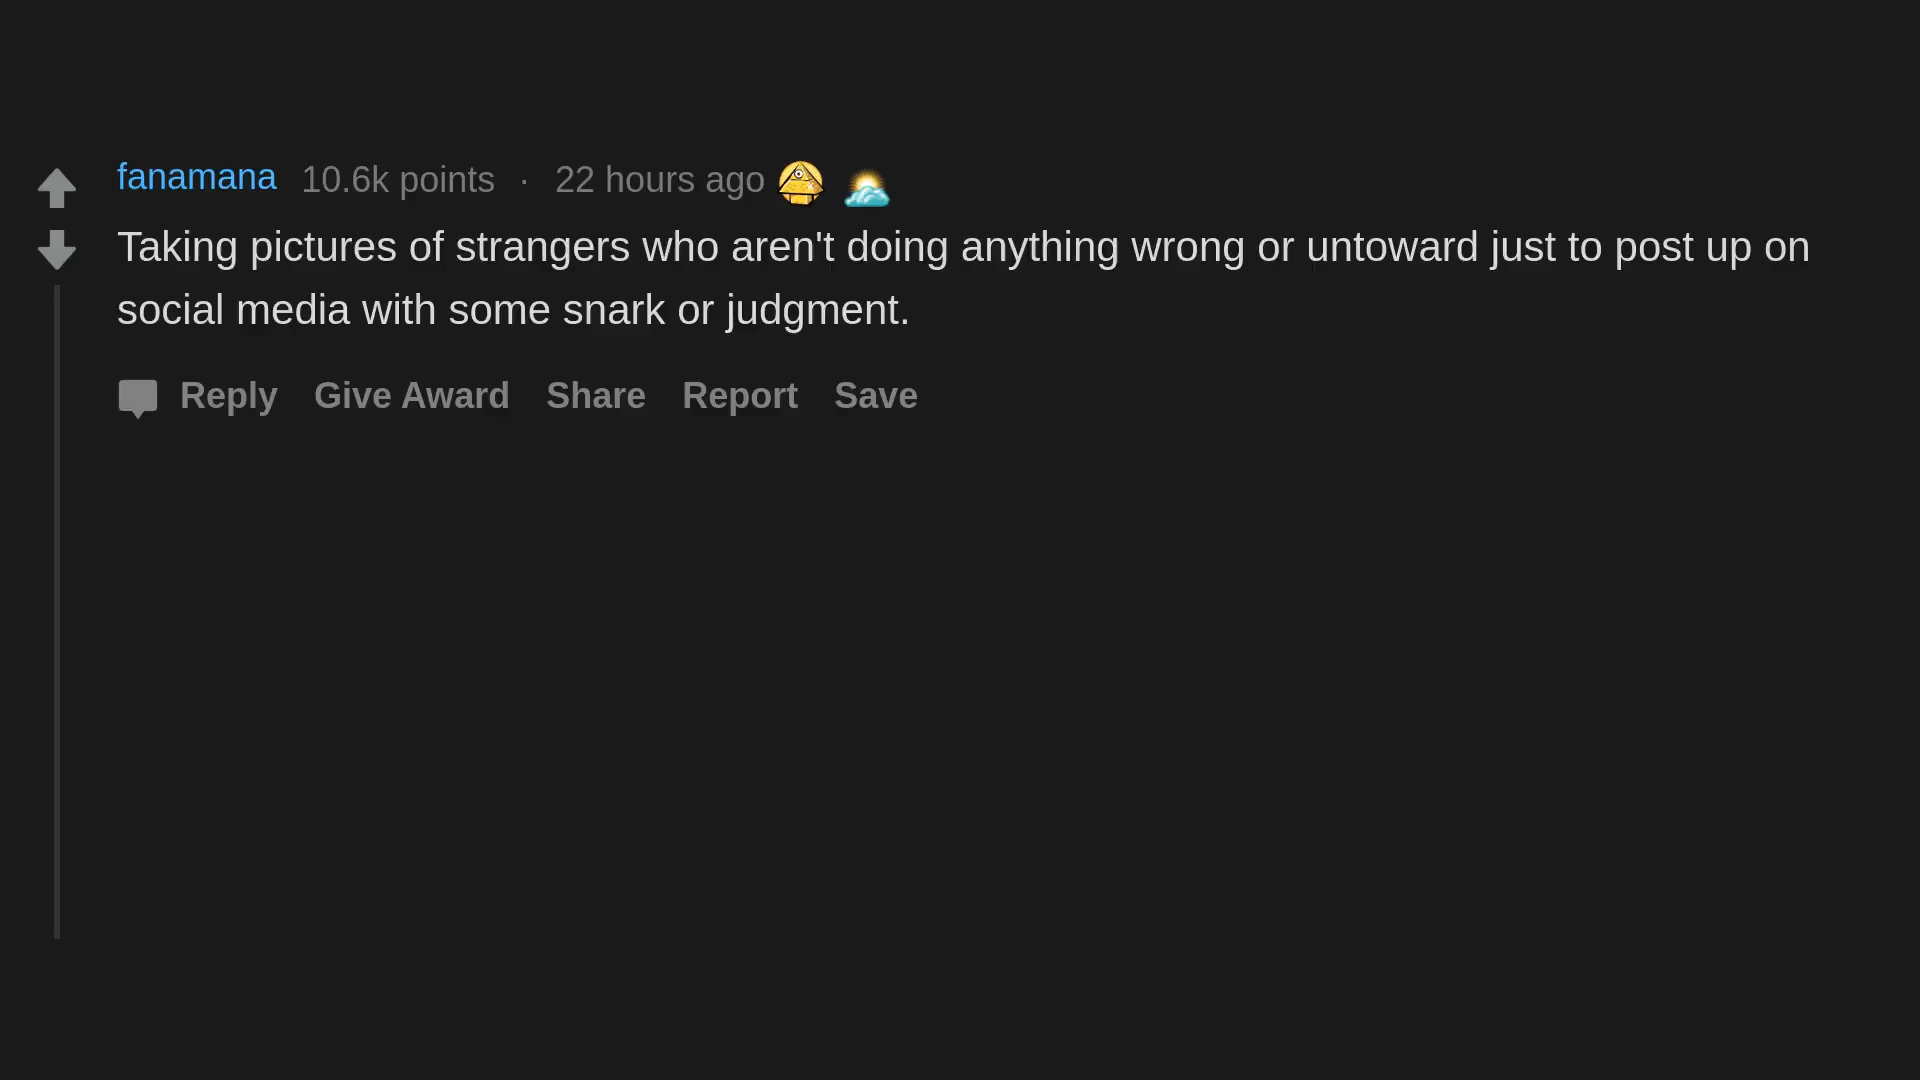 fanamana 10.6k points · 22 hours ago
Taking pictures of strangers who aren't doing anything wrong or untoward just to post up on
social media with some snark or judgment.
Reply Give Award Share Report Save